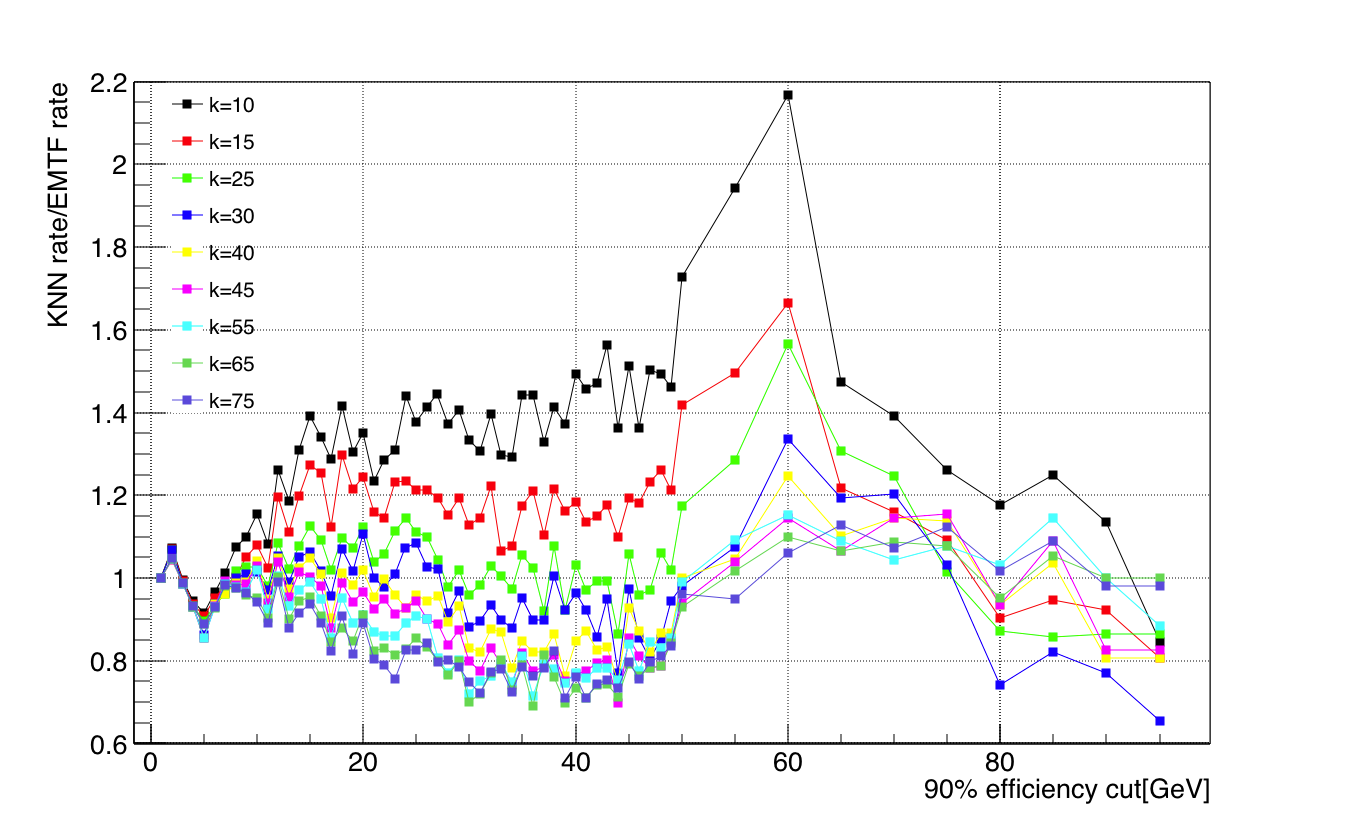 KNN rate/EMTF rate
2.2
2
1.8
1.6
1.4
1.2
1
0.8
0.6
k=10
k=15
k=25
k=30
k=40
k=45
k=55
k=65
k=75
0 20 40 60 80
90% efficiency cut[GeV]